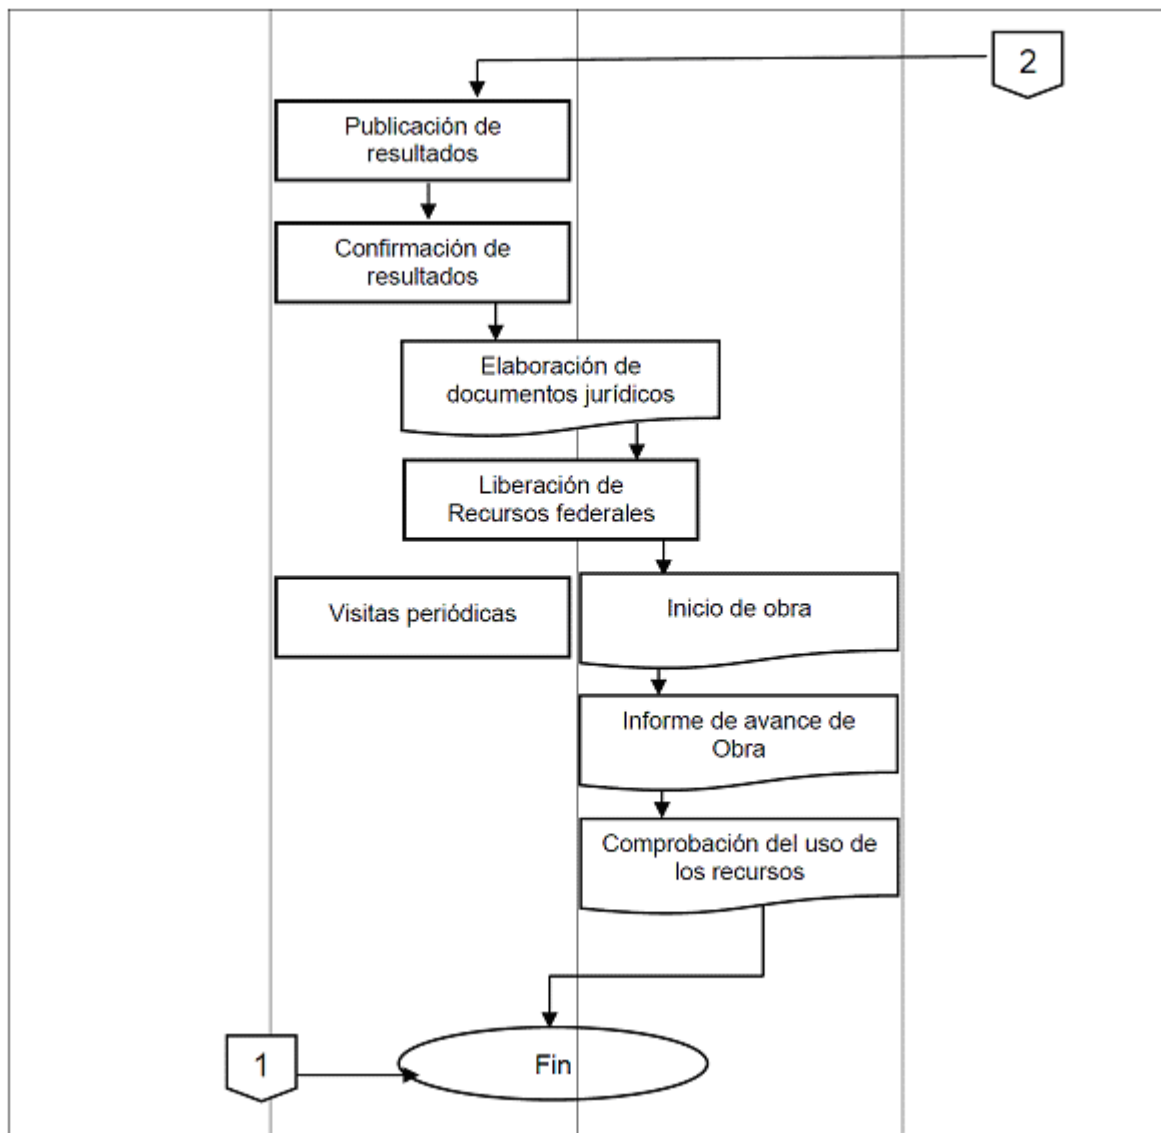 2
Publicación de
resultados
Confirmación de
resultados
Elaboración de
documentos jurídicos
Liberación de
Recursos federales
Visitas periódicas
Inicio de obra
Informe de avance de
Obra
Comprobación del uso de
los recursos
1
Fin